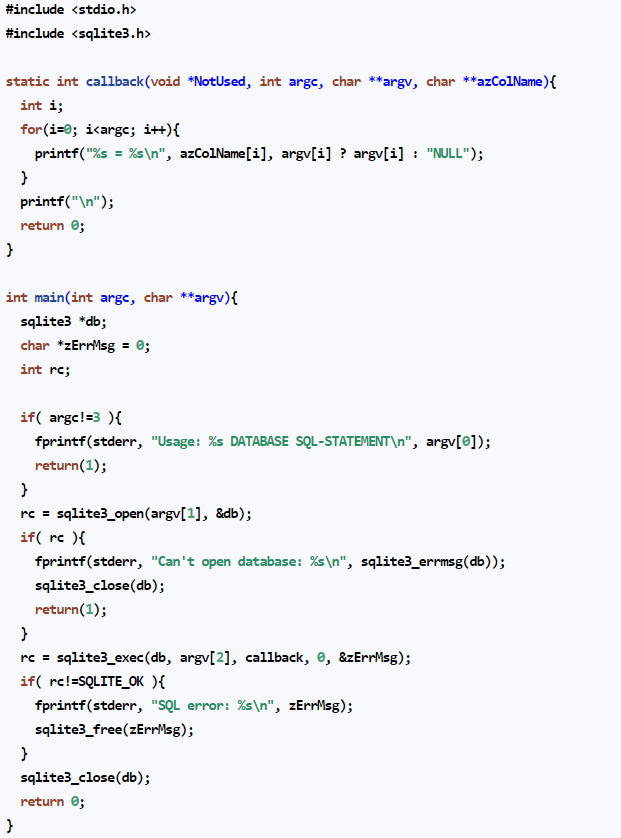 #include <stdio.h>
#include <sqlite3.h>

static int callback(void *NotUsed, int argc, char **argv, char **azColName){
  int i;
  for(i=0; i<argc; i++){
    printf("%s = %s\n", azColName[i], argv[i] ? argv[i] : "NULL");
  }
  printf("\n");
  return 0;
}

int main(int argc, char **argv){
  sqlite3 *db;
  char *zErrMsg = 0;
  int rc;

  if( argc!=3 ){
    fprintf(stderr, "Usage: %s DATABASE SQL-STATEMENT\n", argv[0]);
    return(1);
  }
  rc = sqlite3_open(argv[1], &db);
  if( rc ){
    fprintf(stderr, "Can't open database: %s\n", sqlite3_errmsg(db));
    sqlite3_close(db);
    return(1);
  }
  rc = sqlite3_exec(db, argv[2], callback, 0, &zErrMsg);
  if( rc!=SQLITE_OK ){
    fprintf(stderr, "SQL error: %s\n", zErrMsg);
    sqlite3_free(zErrMsg);
  }
  sqlite3_close(db);
  return 0;
}